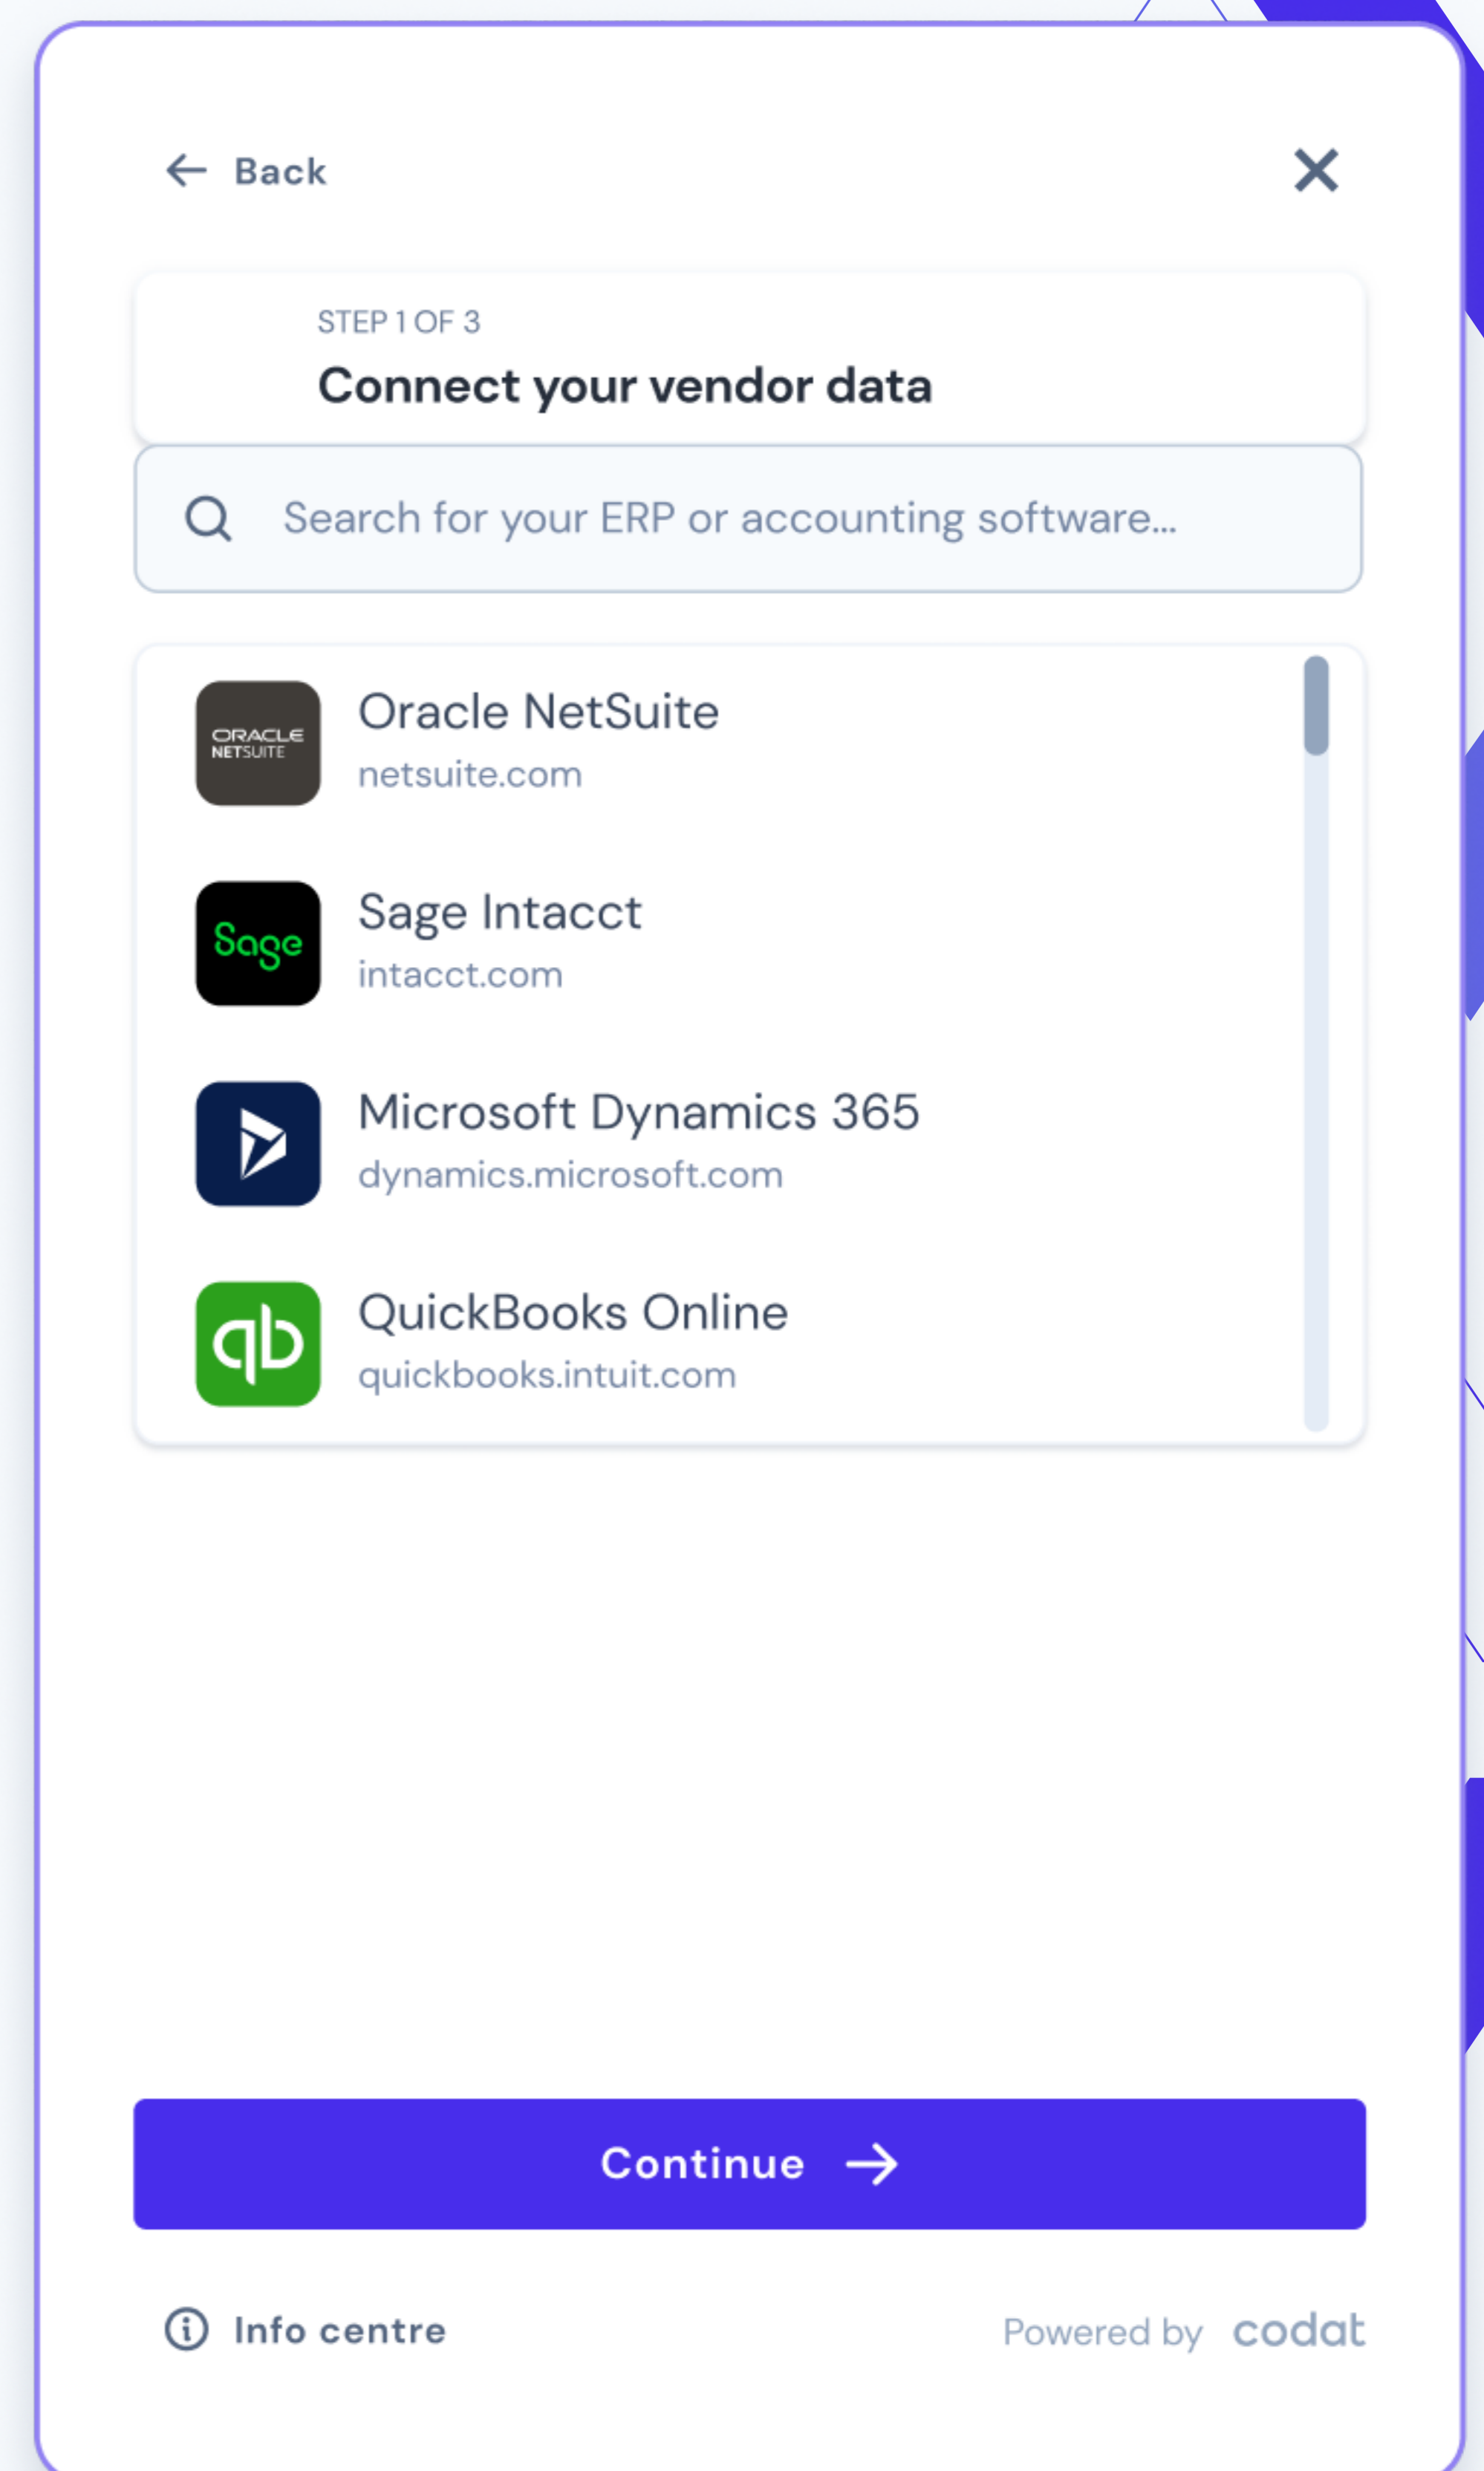 Back
STEP 1 OF 3
Connect your vendor data
Search for your ERP or accounting software...
ORACLE
NETSUITE
Oracle NetSuite
netsuite.com
Sage
Sage Intacct
intacct.com
Microsoft Dynamics 365
dynamics.microsoft.com
qb
QuickBooks Online
quickbooks.intuit.com
Continue
Info centre
Powered by codat